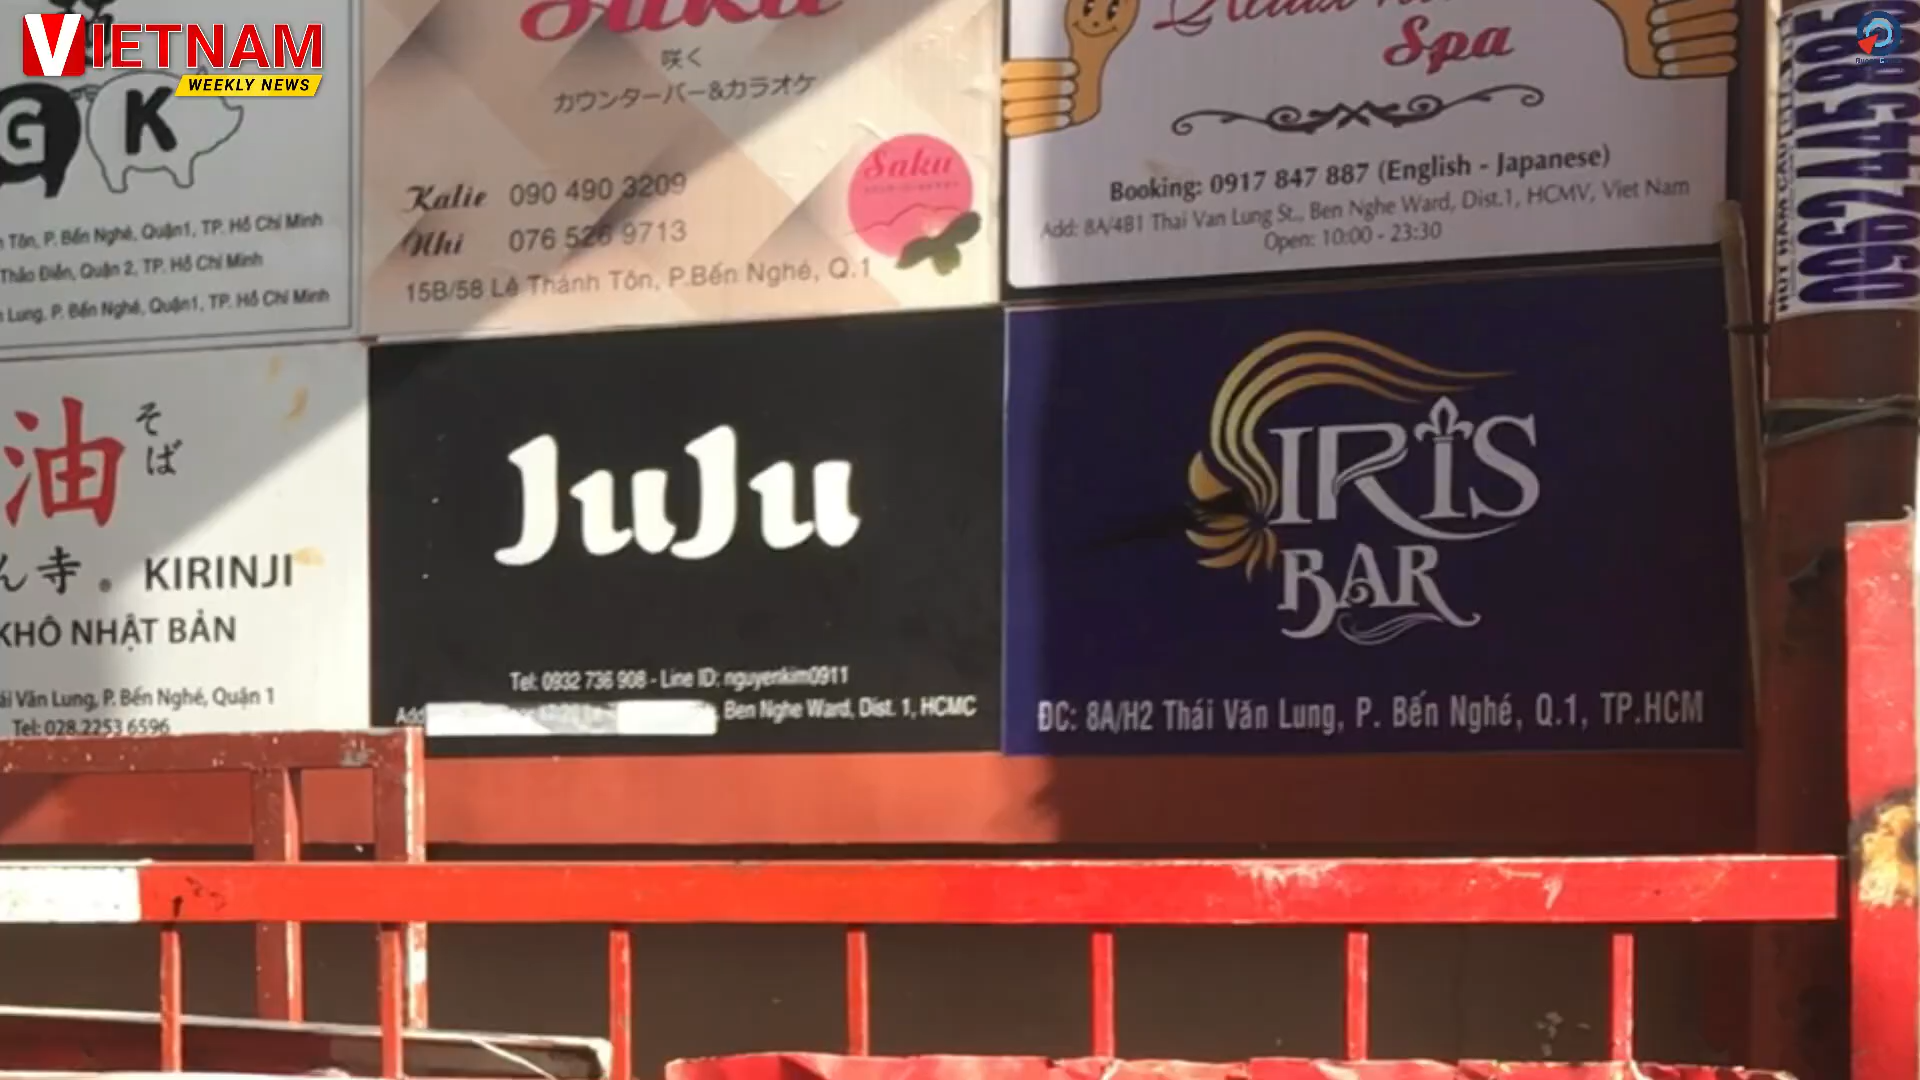 VIETNAM
WEEKLY NEWS
G K
Tôn, P. Bến Nghé, Quận1, TP. Hồ Chí Minh
Thảo Điền, Quận 2, TP. Hồ Chí Minh
Lung, P. Bến Nghé, Quận1, TP. Hồ Chí Minh
Saku
咲く
カウンターバー&カラオケ
Kalie 090 490 3209
Nhi 076 526 9713
15B/58 Lê Thánh Tôn, P.Bến Nghé, Q.1
Saku
Spa
Booking: 0917 847 887 (English - Japanese)
Add: 8A/4B1 Thai Van Lung St., Ben Nghe Ward, Dist.1, HCMV, Viet Nam
Open: 10:00 - 23:30
油
そば
ん寺。KIRINJI
KHÔ NHẬT BẢN
Văn Lung, P. Bến Nghé, Quận 1
Tel: 028.2253 6596
JuJu
Tel: 0932 736 908 - Line ID: nguyenkim0911
Add
Ben Nghe Ward, Dist. 1, HCMC
IRIS
BAR
ĐC: 8A/H2 Thái Văn Lung, P. Bến Nghé, Q.1, TP.HCM
HÚT HẦM CẦU